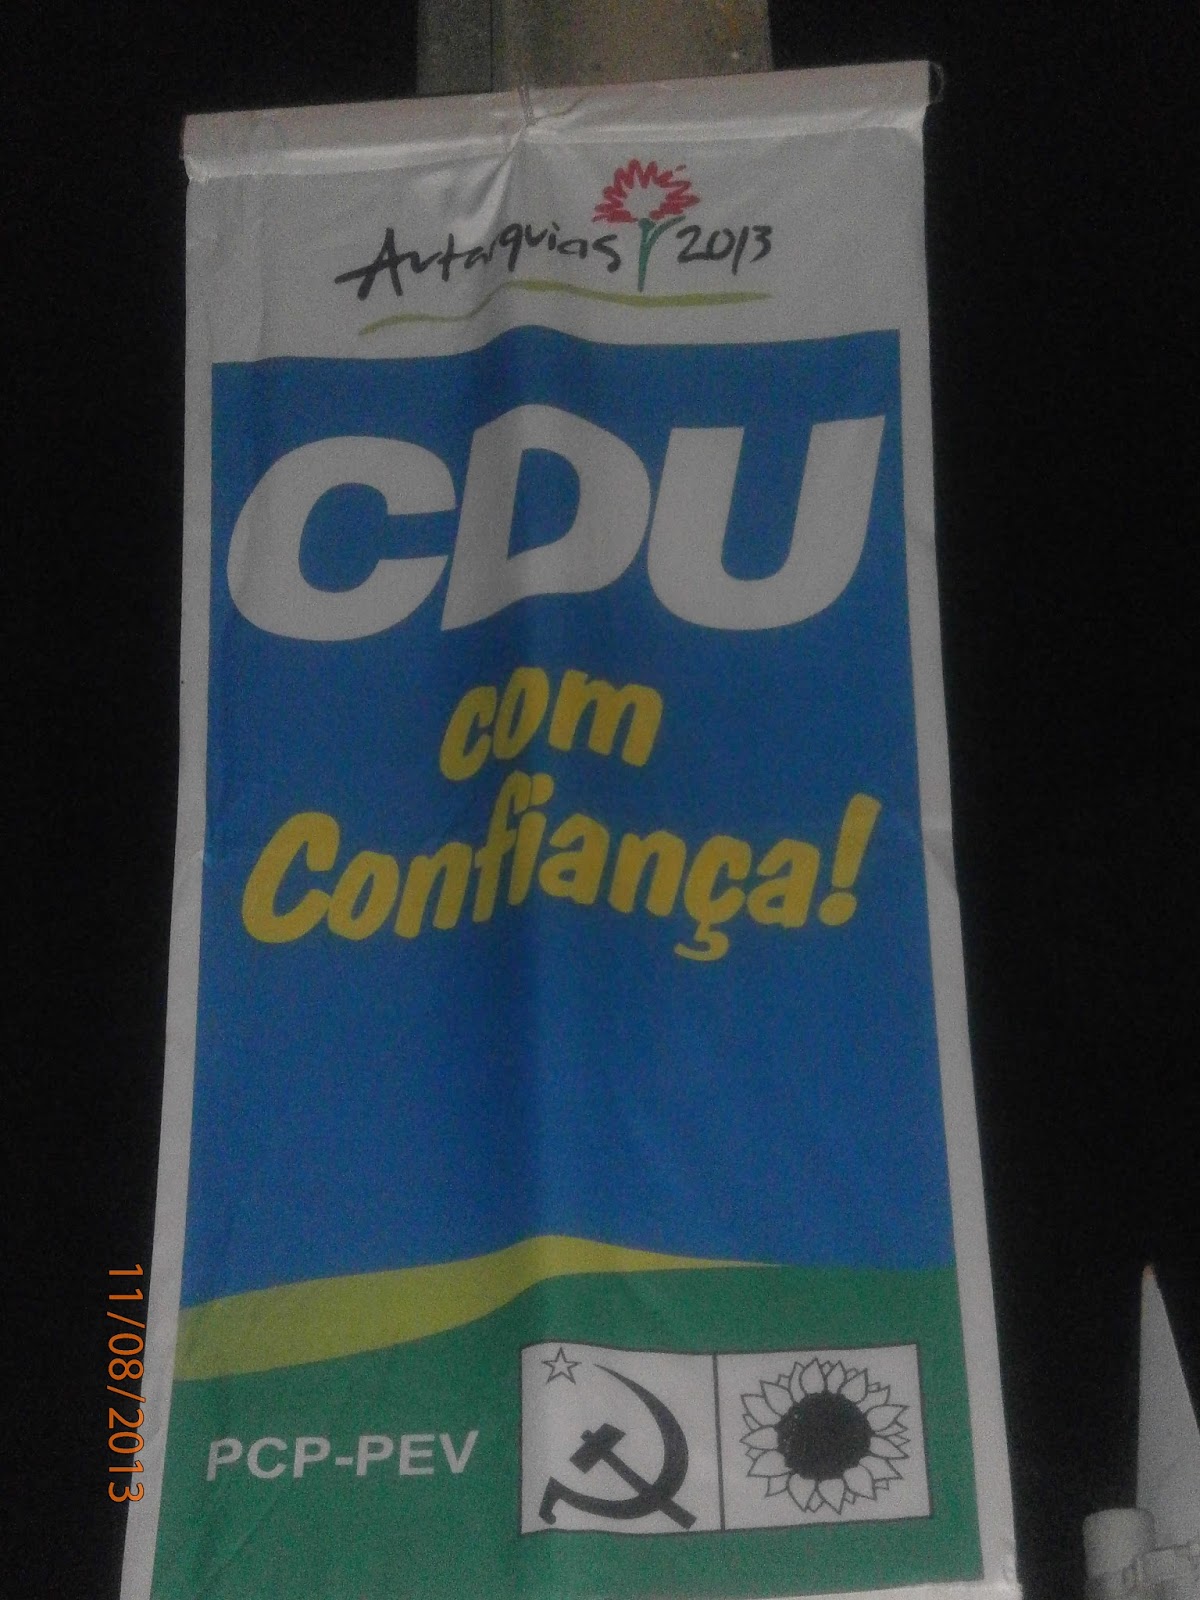 Autarquias 2013
CDU
com
Confiança!
PCP-PEV
11/08/2013